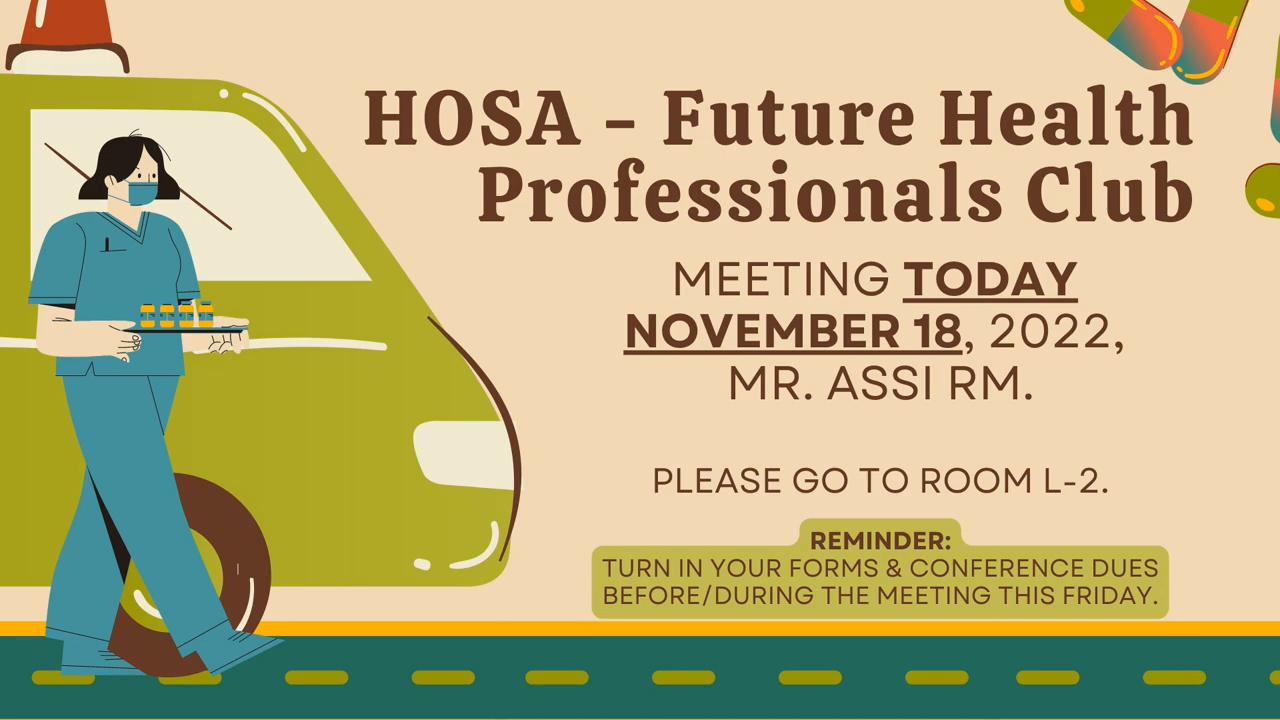 HOSA - Future Health
Professionals Club
MEETING TODAY
NOVEMBER 18, 2022,
MR. ASSI RM.
PLEASE GO TO ROOM L-2.
REMINDER:
TURN IN YOUR FORMS & CONFERENCE DUES
BEFORE/DURING THE MEETING THIS FRIDAY.